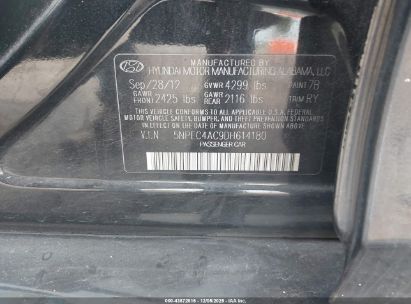 HYUNDAI MOTOR MANUFACTURING ALABAMA, LLC
Sep/28/12 GVWR 4299 lbs PAINT 7B
GAWR FRONT 2425 lbs GAWR REAR 2116 lbs TRIM RY
THIS VEHICLE CONFORMS TO ALL APPLICABLE U.S. FEDERAL
MOTOR VEHICLE SAFETY, BUMPER, AND THEFT PREVENTION
STANDARDS IN EFFECT ON THE DATE OF MANUFACTURE SHOWN ABOVE.
V.I.N 5NPEC4AC9DH614180
PASSENGER CAR